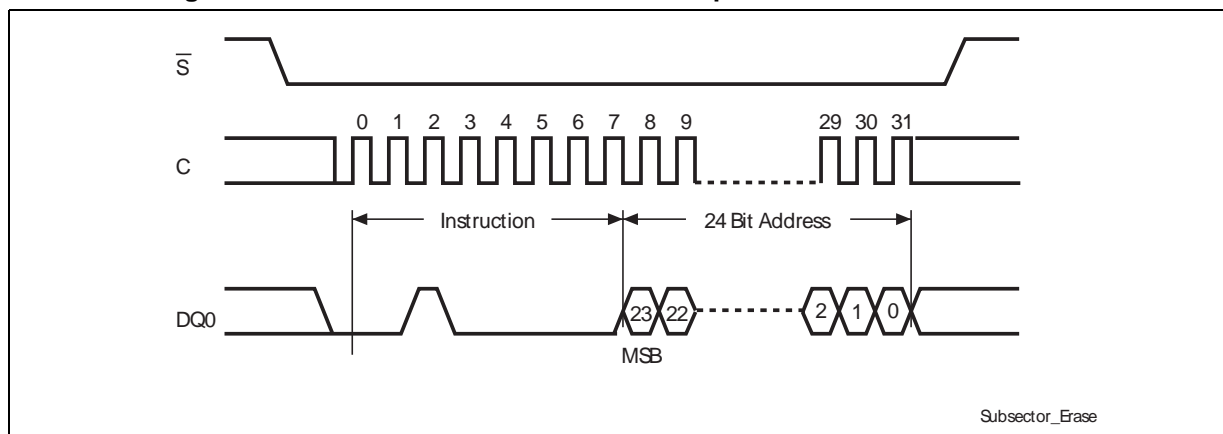 S
0 1 2 3 4 5 6 7 8 9 29 30 31
C
Instruction 24 Bit Address
DQ0 23 22 2 1 0
MSB
Subsector_Erase